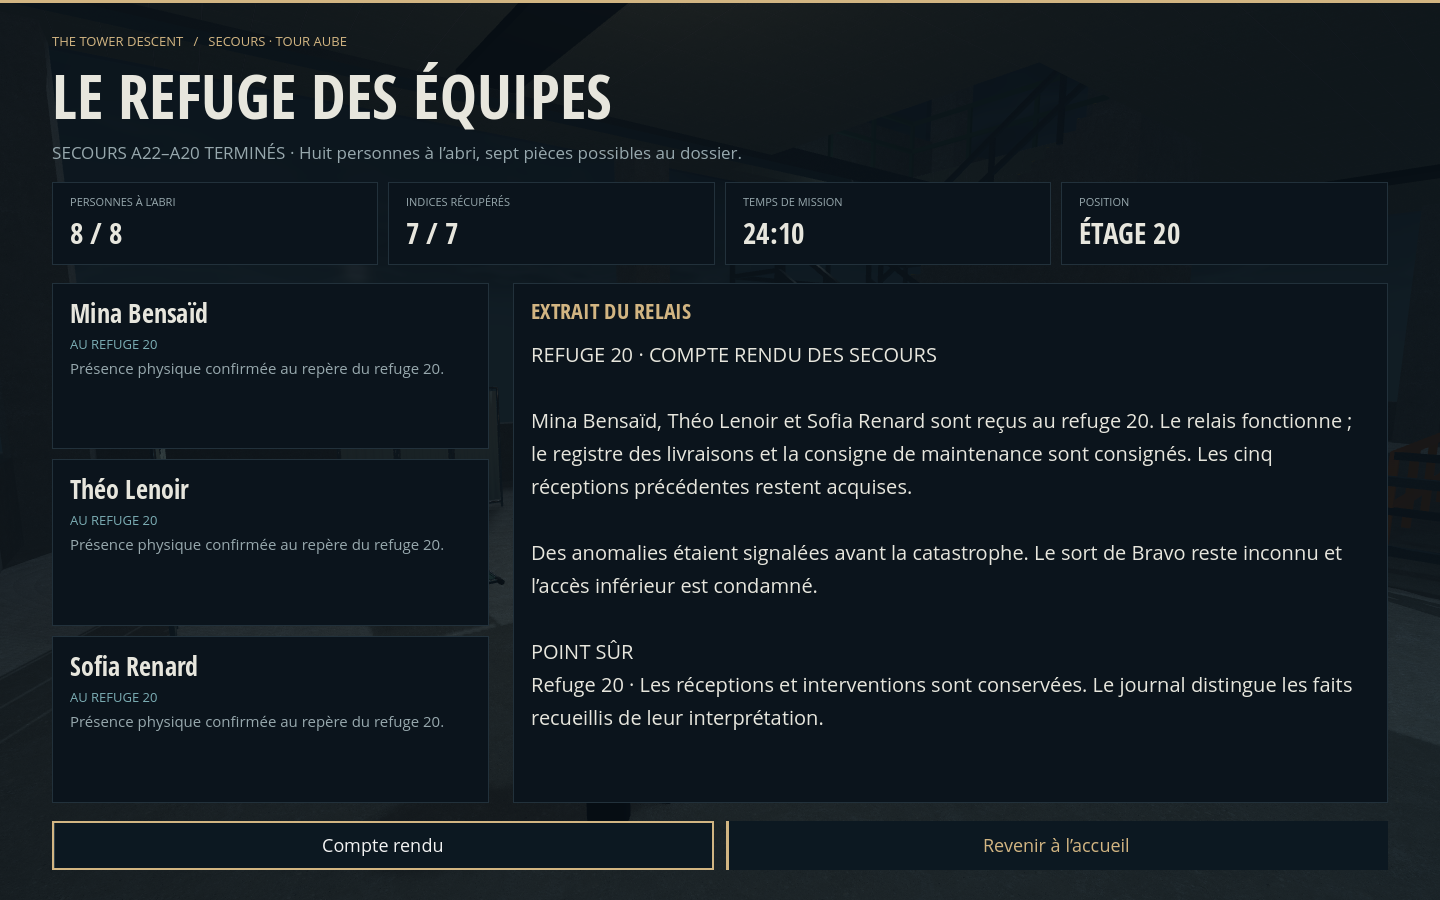 THE TOWER DESCENT / SECOURS · TOUR AUBE
LE REFUGE DES ÉQUIPES
SECOURS A22–A20 TERMINÉS · Huit personnes à l’abri, sept pièces possibles au dossier.
PERSONNES À L’ABRI
8 / 8
INDICES RÉCUPÉRÉS
7 / 7
TEMPS DE MISSION
24:10
POSITION
ÉTAGE 20
Mina Bensaïd
AU REFUGE 20
Présence physique confirmée au repère du refuge 20.
Théo Lenoir
AU REFUGE 20
Présence physique confirmée au repère du refuge 20.
Sofia Renard
AU REFUGE 20
Présence physique confirmée au repère du refuge 20.
EXTRAIT DU RELAIS
REFUGE 20 · COMPTE RENDU DES SECOURS
Mina Bensaïd, Théo Lenoir et Sofia Renard sont reçus au refuge 20. Le relais fonctionne ;
le registre des livraisons et la consigne de maintenance sont consignés. Les cinq
réceptions précédentes restent acquises.
Des anomalies étaient signalées avant la catastrophe. Le sort de Bravo reste inconnu et
l’accès inférieur est condamné.
POINT SÛR
Refuge 20 · Les réceptions et interventions sont conservées. Le journal distingue les faits
recueillis de leur interprétation.
Compte rendu
Revenir à l’accueil